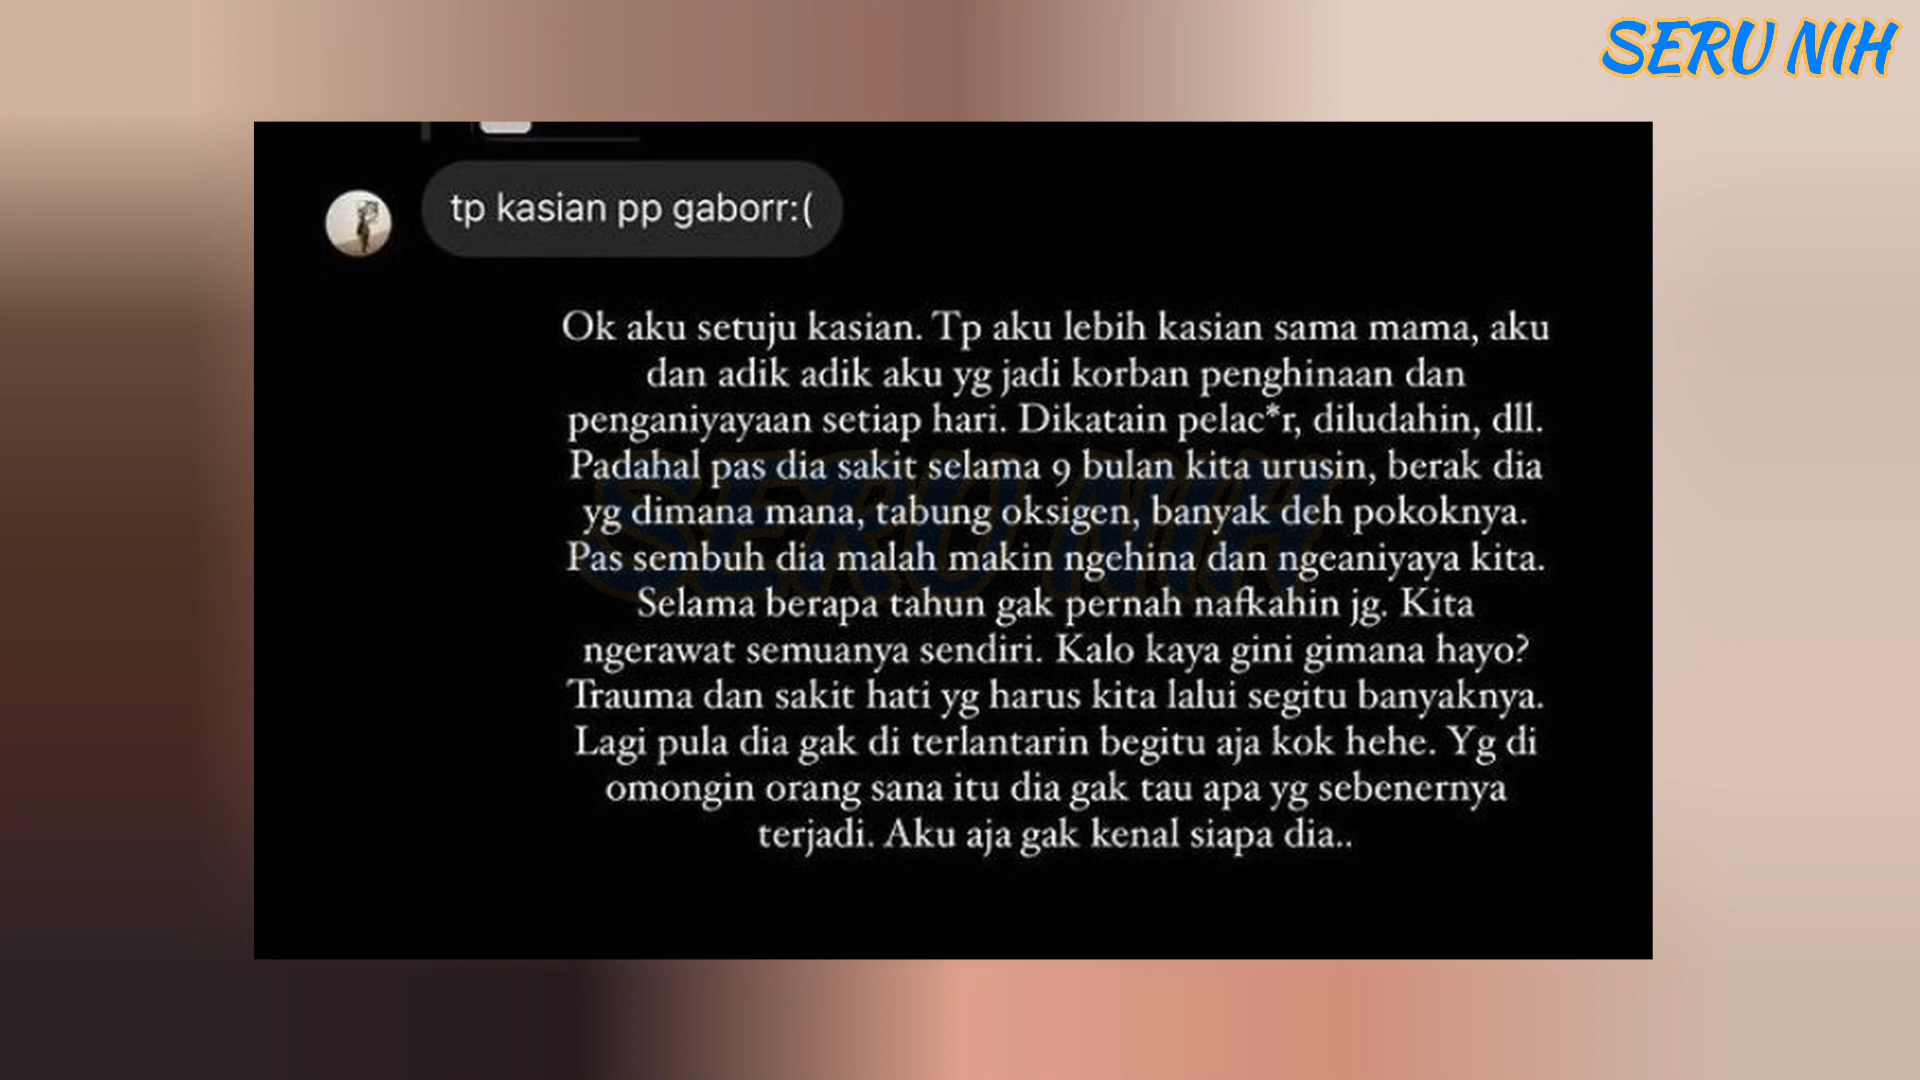 SERU NIH
tp kasian pp gaborr:(
Ok aku setuju kasian. Tp aku lebih kasian sama mama, aku
dan adik adik aku yg jadi korban penghinaan dan
penganiyayaan setiap hari. Dikatain pelac*r, diludahin, dll.
Padahal pas dia sakit selama 9 bulan kita urusin, berak dia
yg dimana mana, tabung oksigen, banyak deh pokoknya.
Pas sembuh dia malah makin ngehina dan ngeaniyaya kita.
Selama berapa tahun gak pernah nafkahin jg. Kita
ngerawat semuanya sendiri. Kalo kaya gini gimana hayo?
Trauma dan sakit hati yg harus kita lalui segitu banyaknya.
Lagi pula dia gak di terlantarin begitu aja kok hehe. Yg di
omongin orang sana itu dia gak tau apa yg sebenernya
terjadi. Aku aja gak kenal siapa dia..
SERU NIH